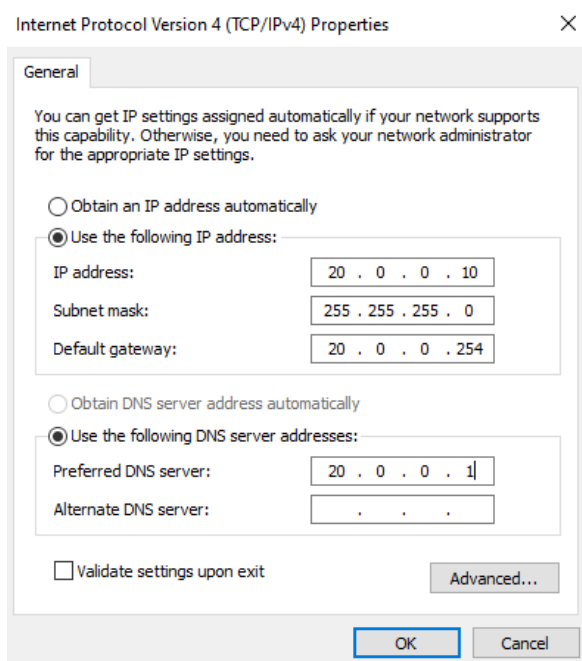 Internet Protocol Version 4 (TCP/IPv4) Properties
General
You can get IP settings assigned automatically if your network supports
this capability. Otherwise, you need to ask your network administrator
for the appropriate IP settings.
Obtain an IP address automatically
Use the following IP address:
IP address: 20 . 0 . 0 . 10
Subnet mask: 255 . 255 . 255 . 0
Default gateway: 20 . 0 . 0 . 254
Obtain DNS server address automatically
Use the following DNS server addresses:
Preferred DNS server: 20 . 0 . 0 . 1
Alternate DNS server: . . .
Validate settings upon exit
Advanced...
OK Cancel